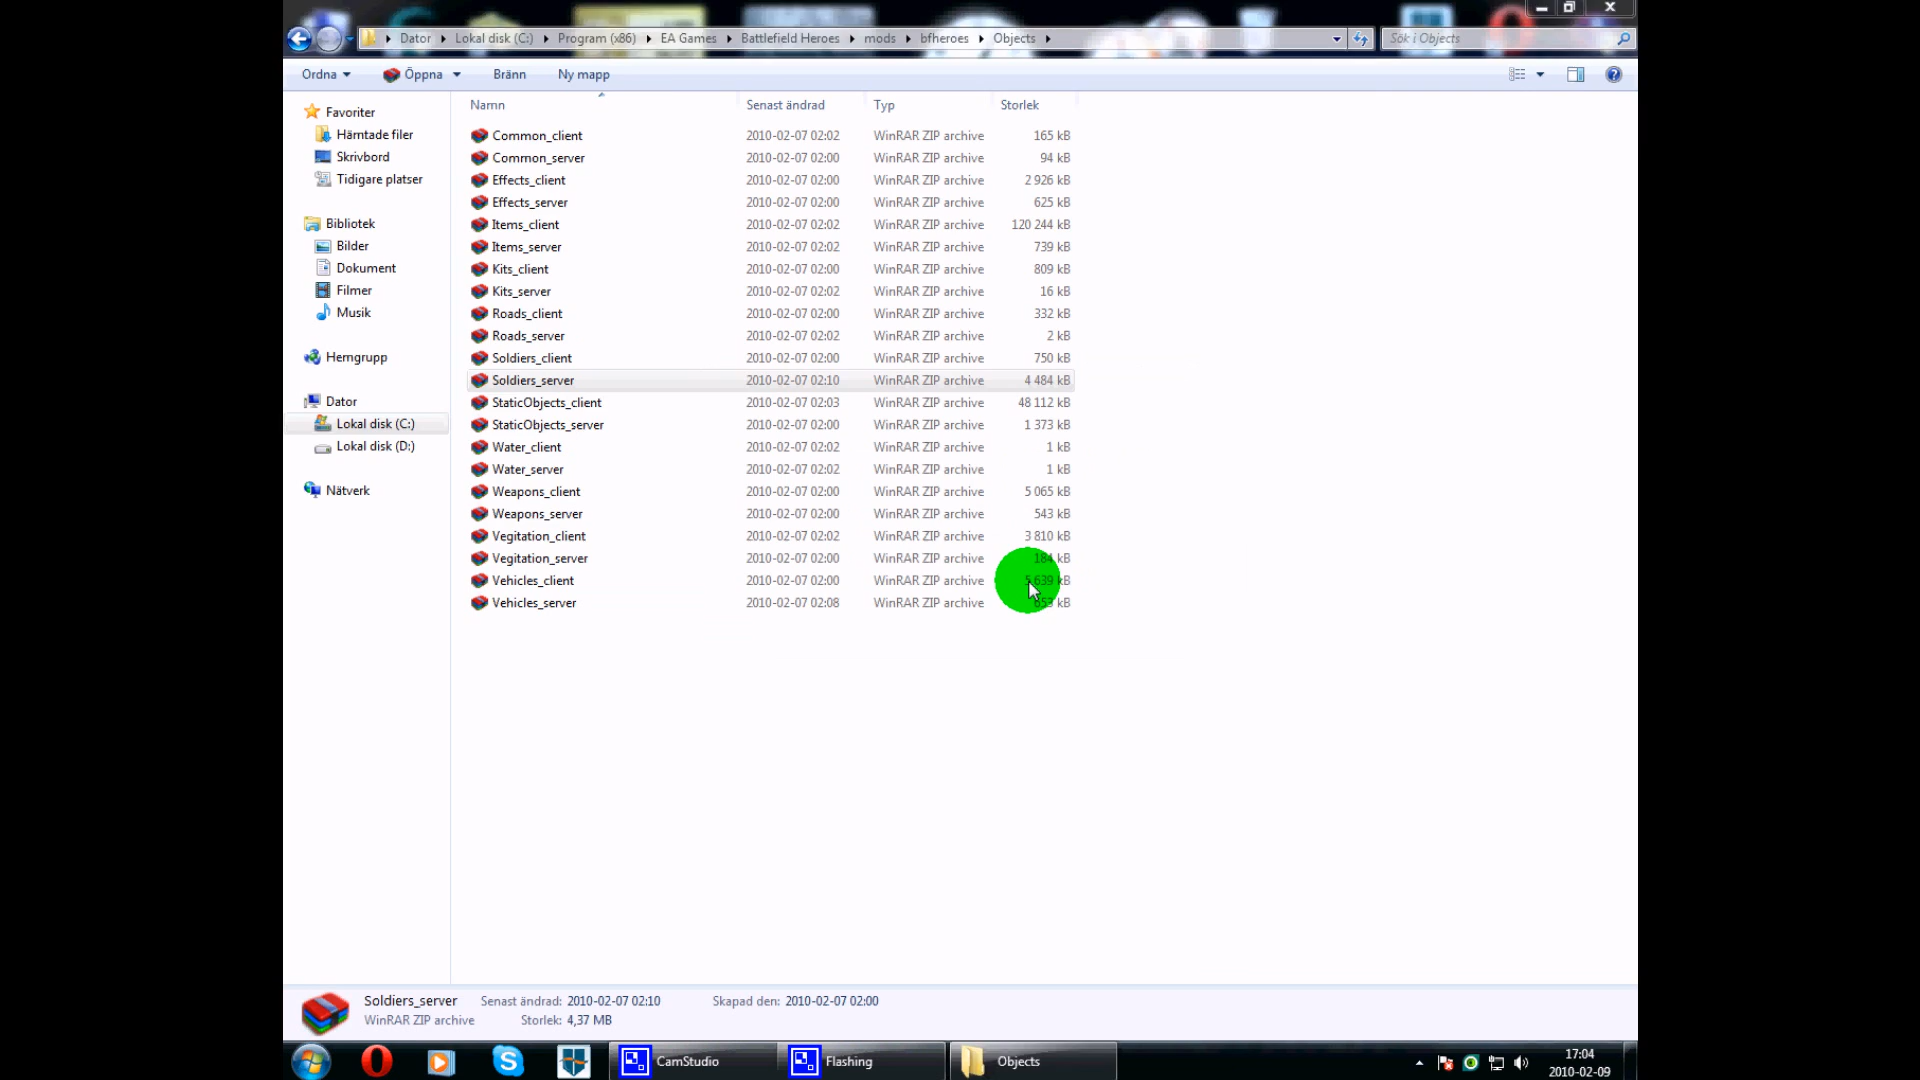 Dator Lokal disk (C:) Program (x86) EA Games Battlefield Heroes mods bfheroes Objects Sök i Objects
Ordna Öppna Bränn Ny mapp
Namn Senast ändrad Typ Storlek
Favoriter
Hämtade filer
Skrivbord
Tidigare platser
Bibliotek
Bilder
Dokument
Filmer
Musik
Hemgrupp
Dator
Lokal disk (C:)
Lokal disk (D:)
Nätverk
Common_client 2010-02-07 02:02 WinRAR ZIP archive 165 kB
Common_server 2010-02-07 02:00 WinRAR ZIP archive 94 kB
Effects_client 2010-02-07 02:00 WinRAR ZIP archive 2 926 kB
Effects_server 2010-02-07 02:00 WinRAR ZIP archive 625 kB
Items_client 2010-02-07 02:02 WinRAR ZIP archive 120 244 kB
Items_server 2010-02-07 02:02 WinRAR ZIP archive 739 kB
Kits_client 2010-02-07 02:00 WinRAR ZIP archive 809 kB
Kits_server 2010-02-07 02:02 WinRAR ZIP archive 16 kB
Roads_client 2010-02-07 02:00 WinRAR ZIP archive 332 kB
Roads_server 2010-02-07 02:02 WinRAR ZIP archive 2 kB
Soldiers_client 2010-02-07 02:00 WinRAR ZIP archive 750 kB
Soldiers_server 2010-02-07 02:10 WinRAR ZIP archive 4 484 kB
StaticObjects_client 2010-02-07 02:03 WinRAR ZIP archive 48 112 kB
StaticObjects_server 2010-02-07 02:00 WinRAR ZIP archive 1 373 kB
Water_client 2010-02-07 02:02 WinRAR ZIP archive 1 kB
Water_server 2010-02-07 02:02 WinRAR ZIP archive 1 kB
Weapons_client 2010-02-07 02:00 WinRAR ZIP archive 5 065 kB
Weapons_server 2010-02-07 02:00 WinRAR ZIP archive 543 kB
Vegitation_client 2010-02-07 02:02 WinRAR ZIP archive 3 810 kB
Vegitation_server 2010-02-07 02:00 WinRAR ZIP archive 184 kB
Vehicles_client 2010-02-07 02:00 WinRAR ZIP archive 5 639 kB
Vehicles_server 2010-02-07 02:08 WinRAR ZIP archive 653 kB
Soldiers_server Senast ändrad: 2010-02-07 02:10 Skapad den: 2010-02-07 02:00
WinRAR ZIP archive Storlek: 4,37 MB
CamStudio Flashing Objects
17:04
2010-02-09